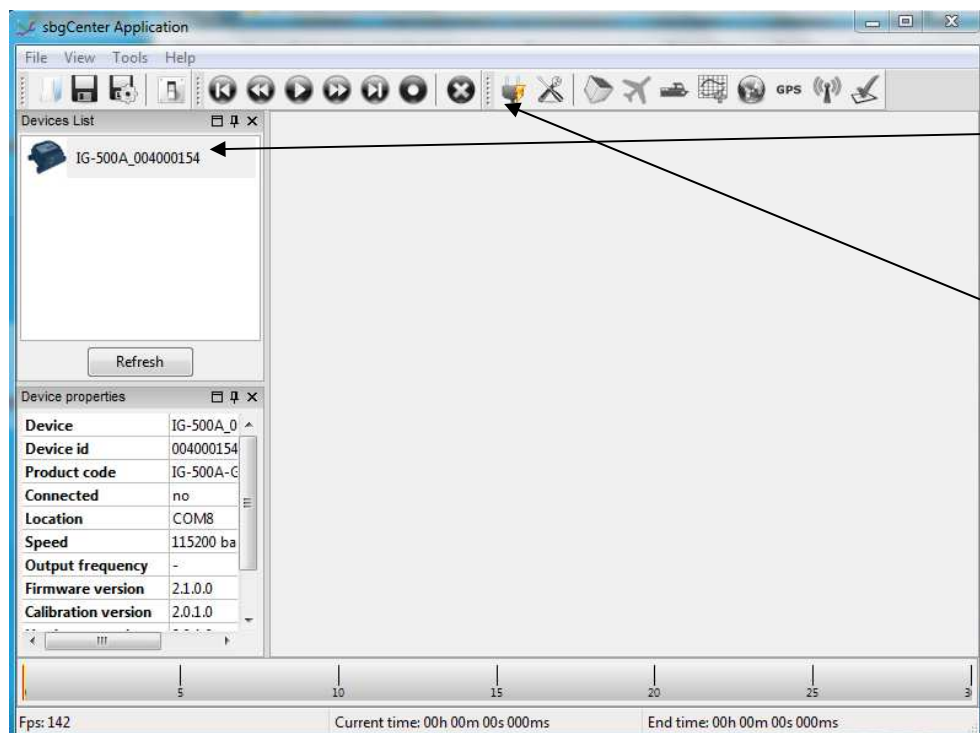 sbgCenter Application
File View Tools Help
GPS
Devices List
IG-500A_004000154
Refresh
Device properties
Device IG-500A_0
Device id 004000154
Product code IG-500A-G
Connected no
Location COM8
Speed 115200 ba
Output frequency -
Firmware version 2.1.0.0
Calibration version 2.0.1.0
5 10 15 20 25
Fps: 142 Current time: 00h 00m 00s 000ms End time: 00h 00m 00s 000ms